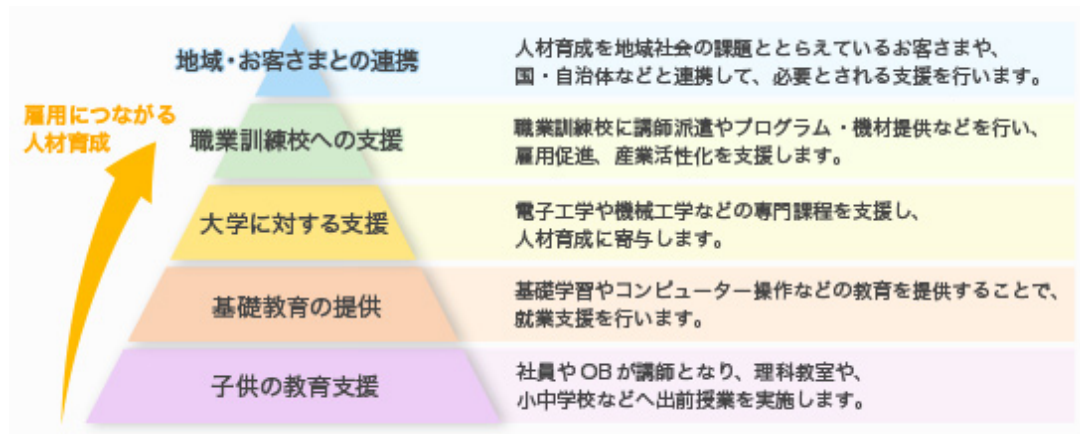 地域・お客さまとの連携
人材育成を地域社会の課題ととらえているお客さまや、
国・自治体などと連携して、必要とされる支援を行います。
雇用につながる
人材育成
職業訓練校への支援
職業訓練校に講師派遣やプログラム・機材提供などを行い、
雇用促進、産業活性化を支援します。
大学に対する支援
電子工学や機械工学などの専門課程を支援し、
人材育成に寄与します。
基礎教育の提供
基礎学習やコンピューター操作などの教育を提供することで、
就業支援を行います。
子供の教育支援
社員やOBが講師となり、理科教室や、
小中学校などへ出前授業を実施します。